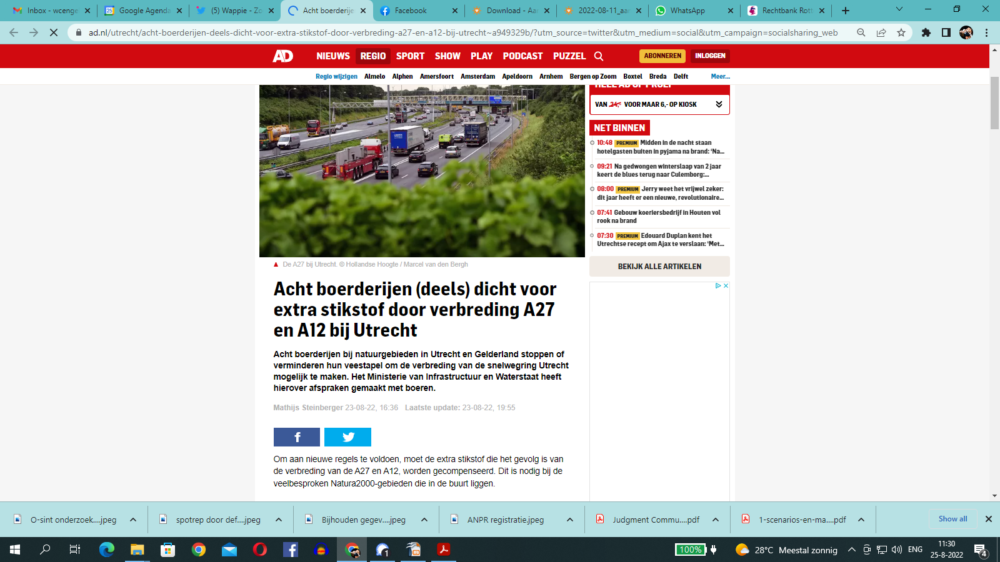 Inbox - wcenge
Google Agenda
(5) Wappie - Zo
Acht boerderije
Facebook
Download - Aan
2022-08-11_aan
WhatsApp
Rechtbank Rott
ad.nl/utrecht/acht-boerderijen-deels-dicht-voor-extra-stikstof-door-verbreding-a27-en-a12-bij-utrecht~a949329b/?utm_source=twitter&utm_medium=social&utm_campaign=socialsharing_web
AD NIEUWS REGIO SPORT SHOW PLAY PODCAST PUZZEL ABONNEREN INLOGGEN
Regio wijzigen Almelo Alphen Amersfoort Amsterdam Apeldoorn Arnhem Bergen op Zoom Boxtel Breda Delft Meer...
VAN 24,- VOOR MAAR 6,- OP KIOSK
NET BINNEN
10:48 PREMIUM Midden in de nacht staan
hotelgasten buiten in pyjama na brand: ‘Na...
09:21 Na gedwongen winterslaap van 2 jaar
keert de blues terug naar Culemborg:...
08:00 PREMIUM Jerry weet het vrijwel zeker:
dit jaar heeft er een nieuwe, revolutionaire...
07:41 Gebouw koeriersbedrijf in Houten vol
rook na brand
07:30 PREMIUM Edouard Duplan kent het
Utrechtse recept om Ajax te verslaan: ‘Met...
BEKIJK ALLE ARTIKELEN
De A27 bij Utrecht. © Hollandse Hoogte / Marcel van den Bergh
Acht boerderijen (deels) dicht voor
extra stikstof door verbreding A27
en A12 bij Utrecht
Acht boerderijen bij natuurgebieden in Utrecht en Gelderland stoppen of
verminderen hun veestapel om de verbreding van de snelwegring Utrecht
mogelijk te maken. Het Ministerie van Infrastructuur en Waterstaat heeft
hierover afspraken gemaakt met boeren.
Mathijs Steinberger 23-08-22, 16:36 Laatste update: 23-08-22, 19:55
Om aan nieuwe regels te voldoen, moet de extra stikstof die het gevolg is van
de verbreding van de A27 en A12, worden gecompenseerd. Dit is nodig bij de
veelbesproken Natura2000-gebieden die in de buurt liggen.
O-sint onderzoek....jpeg
spotrep door def....jpeg
Bijhouden gegev....jpeg
ANPR registratie.jpeg
Judgment Commu....pdf
1-scenarios-en-ma....pdf
Show all
100%
28°C Meestal zonnig
ENG
11:30
25-8-2022
4